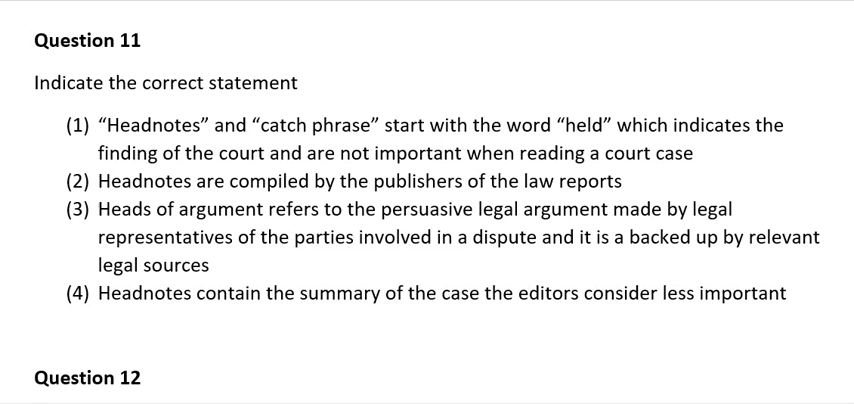 Question 11
Indicate the correct statement
(1) “Headnotes” and “catch phrase” start with the word “held” which indicates the
finding of the court and are not important when reading a court case
(2) Headnotes are compiled by the publishers of the law reports
(3) Heads of argument refers to the persuasive legal argument made by legal
representatives of the parties involved in a dispute and it is a backed up by relevant
legal sources
(4) Headnotes contain the summary of the case the editors consider less important
Question 12